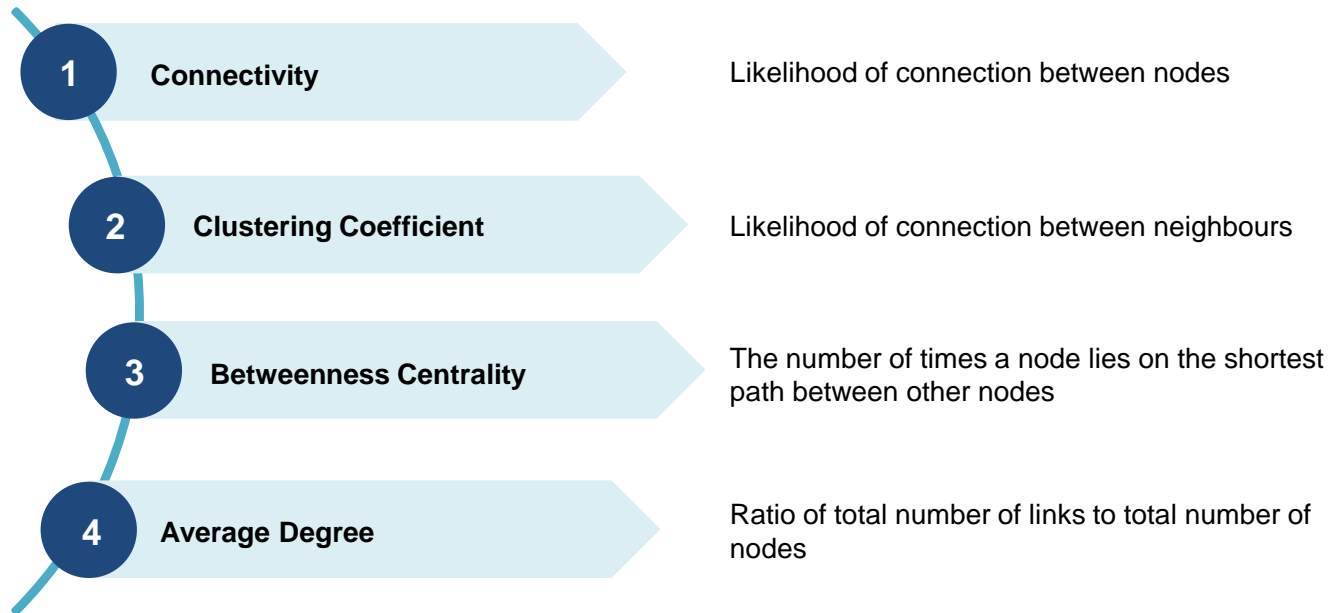 1
Connectivity
Likelihood of connection between nodes
2
Clustering Coefficient
Likelihood of connection between neighbours
3
Betweenness Centrality
The number of times a node lies on the shortest
path between other nodes
4
Average Degree
Ratio of total number of links to total number of
nodes